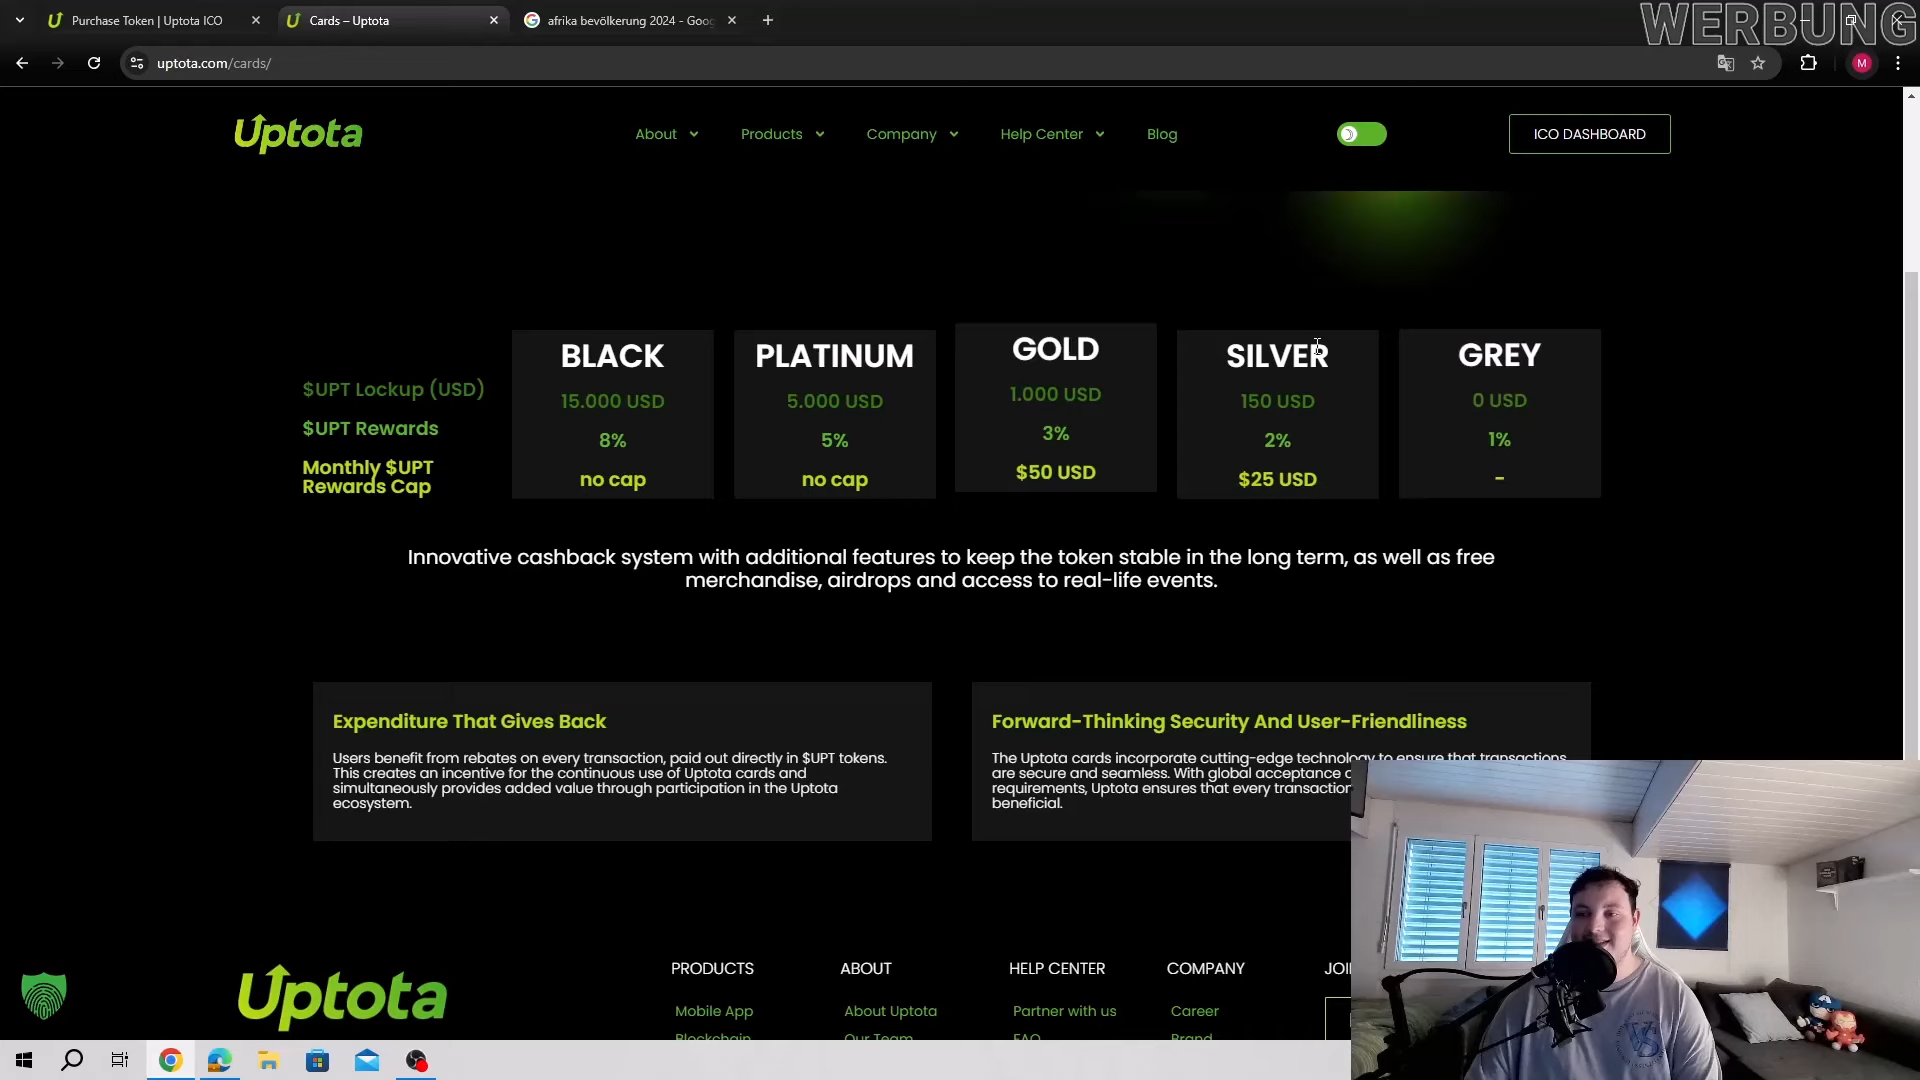 Purchase Token | Uptota ICO
Cards – Uptota
afrika bevölkerung 2024 - Goo
WERBUNG
uptota.com/cards/
M
Uptota
About
Products
Company
Help Center
Blog
ICO DASHBOARD
BLACK
PLATINUM
GOLD
SILVER
GREY
$UPT Lockup (USD)
15.000 USD
5.000 USD
1.000 USD
150 USD
0 USD
$UPT Rewards
8%
5%
3%
2%
1%
Monthly $UPT
Rewards Cap
no cap
no cap
$50 USD
$25 USD
-
Innovative cashback system with additional features to keep the token stable in the long term, as well as free
merchandise, airdrops and access to real-life events.
Expenditure That Gives Back
Users benefit from rebates on every transaction, paid out directly in $UPT tokens.
This creates an incentive for the continuous use of Uptota cards and
simultaneously provides added value through participation in the Uptota
ecosystem.
Forward-Thinking Security And User-Friendliness
The Uptota cards incorporate cutting-edge technology to ensure that transactions
are secure and seamless. With global acceptance
requirements, Uptota ensures that every transaction
beneficial.
Uptota
PRODUCTS
Mobile App
Blockchain
ABOUT
About Uptota
Our Team
HELP CENTER
Partner with us
FAQ
COMPANY
Career
Brand